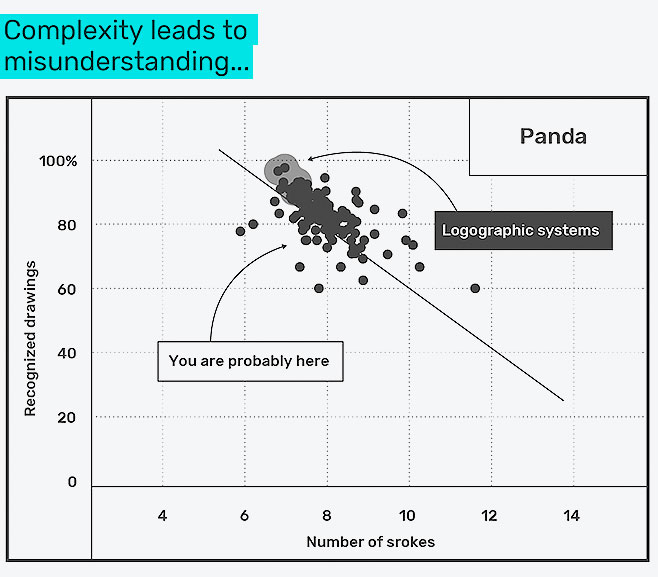 Complexity leads to
misunderstanding...
Panda
100%
Logographic systems
80
60
You are probably here
40
20
0
Recognized drawings
4 6 8 10 12 14
Number of srokes